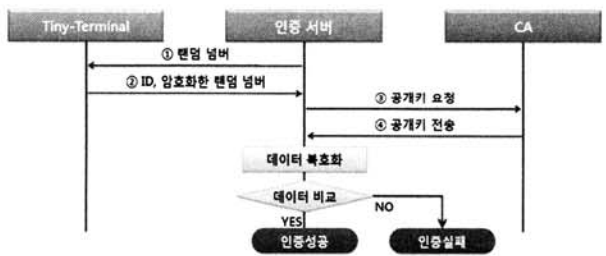 Tiny-Terminal
인증 서버
CA
① 랜덤 넘버
② ID, 암호화한 랜덤 넘버
③ 공개키 요청
④ 공개키 전송
데이터 복호화
데이터 비교
NO
YES
인증성공
인증실패